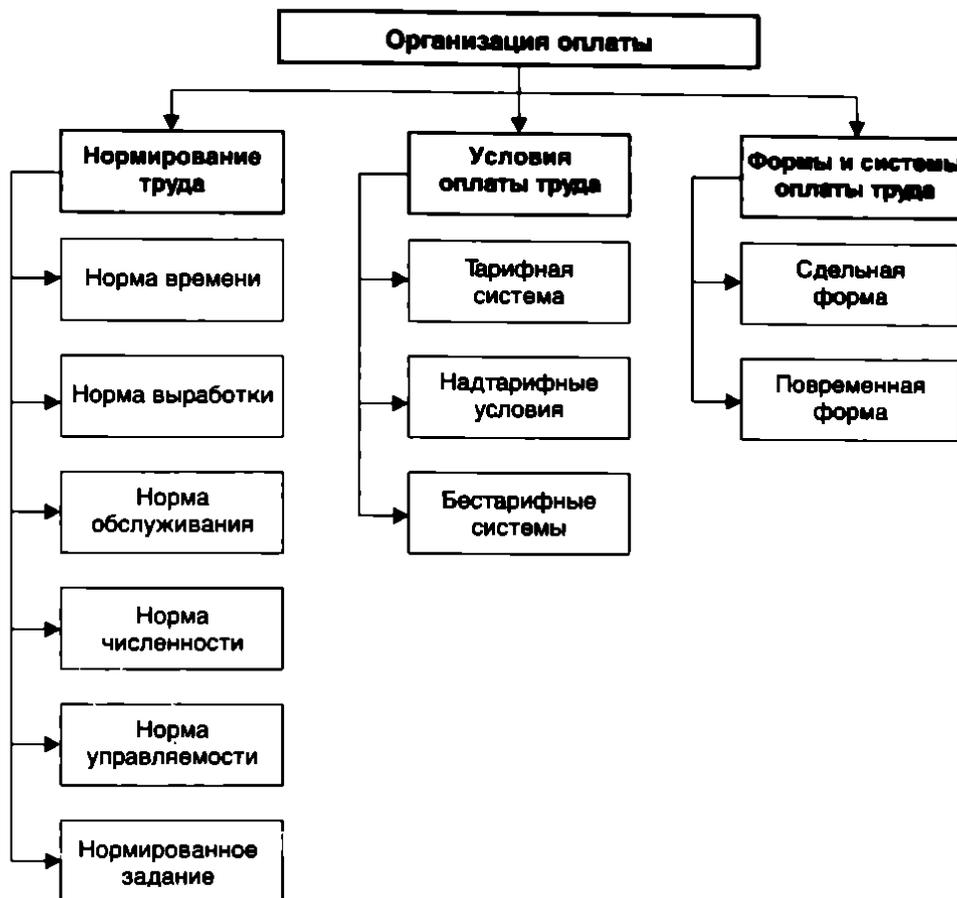 Организация оплаты
Нормирование
труда
Норма времени
Норма выработки
Норма
обслуживания
Норма
численности
Норма
управляемости
Нормированное
задание
Условия
оплаты труда
Тарифная
система
Надтарифные
условия
Бестарифные
системы
Формы и системы
оплаты труда
Сдельная
форма
Повременная
форма